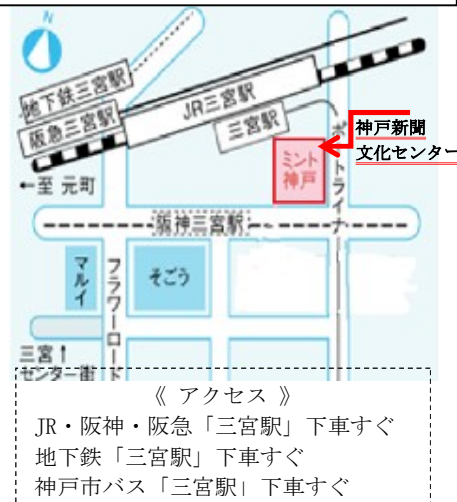 N
地下鉄三宮駅
阪急三宮駅
JR三宮駅
三宮駅
ポートライナー
神戸新聞
文化センター
ミント
神戸
←至 元町
阪神三宮駅
マルイ
フラワーロード
そごう
三宮↑
センター街
《 アクセス 》
JR・阪神・阪急「三宮駅」下車すぐ
地下鉄「三宮駅」下車すぐ
神戸市バス「三宮駅」下車すぐ